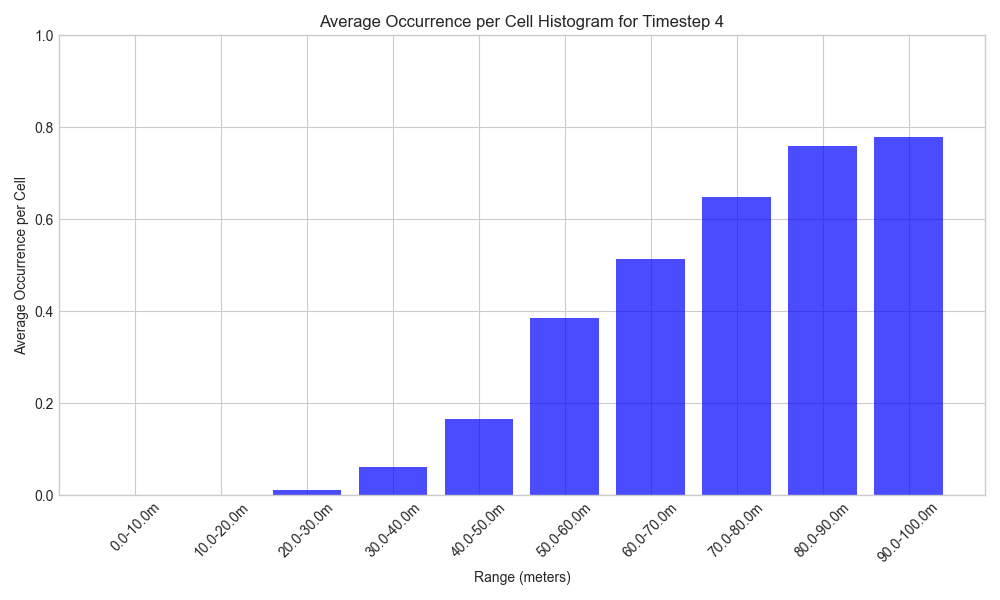 Average Occurrence per Cell Histogram for Timestep 4
Average Occurrence per Cell
1.0
0.8
0.6
0.4
0.2
0.0
0.0-10.0m
10.0-20.0m
20.0-30.0m
30.0-40.0m
40.0-50.0m
50.0-60.0m
60.0-70.0m
70.0-80.0m
80.0-90.0m
90.0-100.0m
Range (meters)